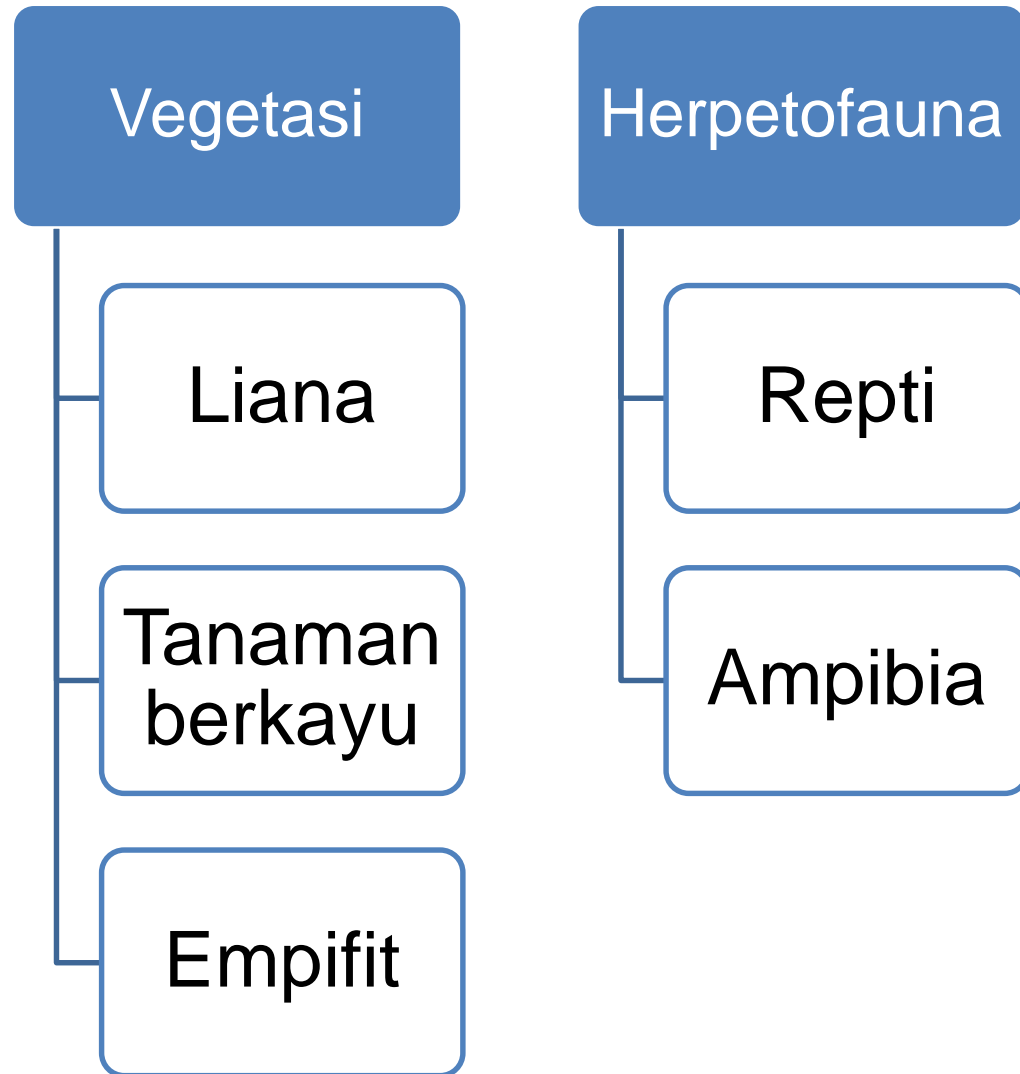 Vegetasi
Liana
Tanaman
berkayu
Empifit
Herpetofauna
Repti
Ampibia